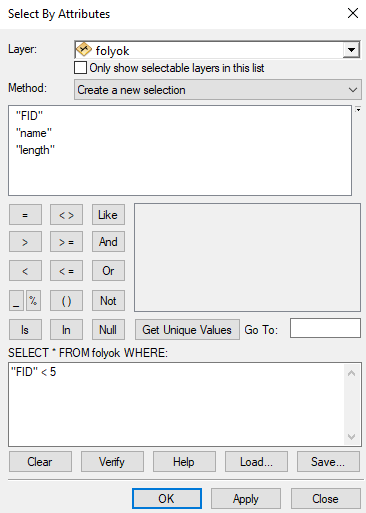 Select By Attributes
Layer: folyok
Only show selectable layers in this list
Method: Create a new selection
"FID"
"name"
"length"
= < > Like
> > = And
< < = Or
_ % ( ) Not
Is In Null Get Unique Values Go To:
SELECT * FROM folyok WHERE:
"FID" < 5
Clear Verify Help Load... Save...
OK Apply Close